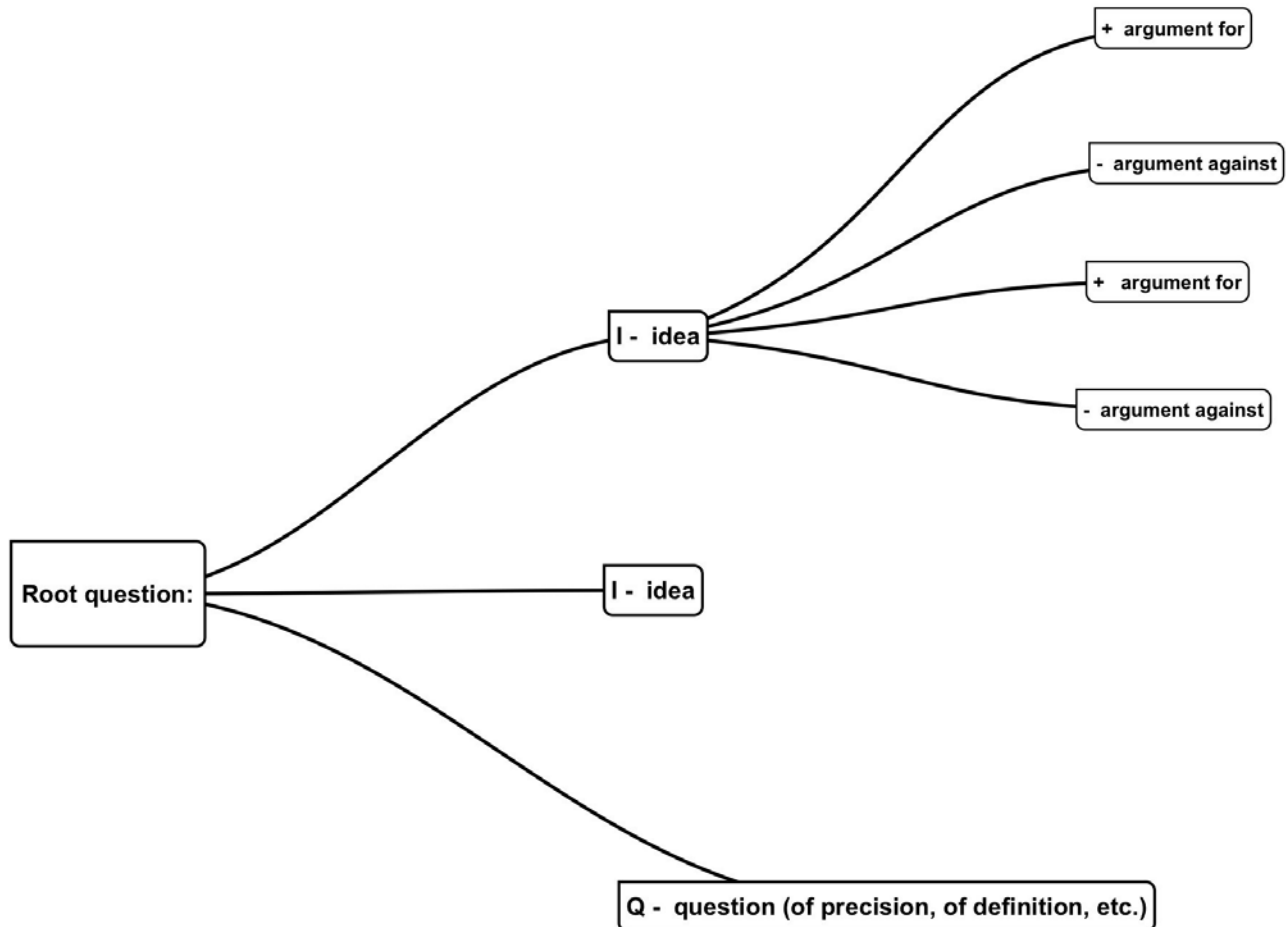 + argument for
- argument against
+ argument for
I - idea
- argument against
Root question:
I - idea
Q - question (of precision, of definition, etc.)